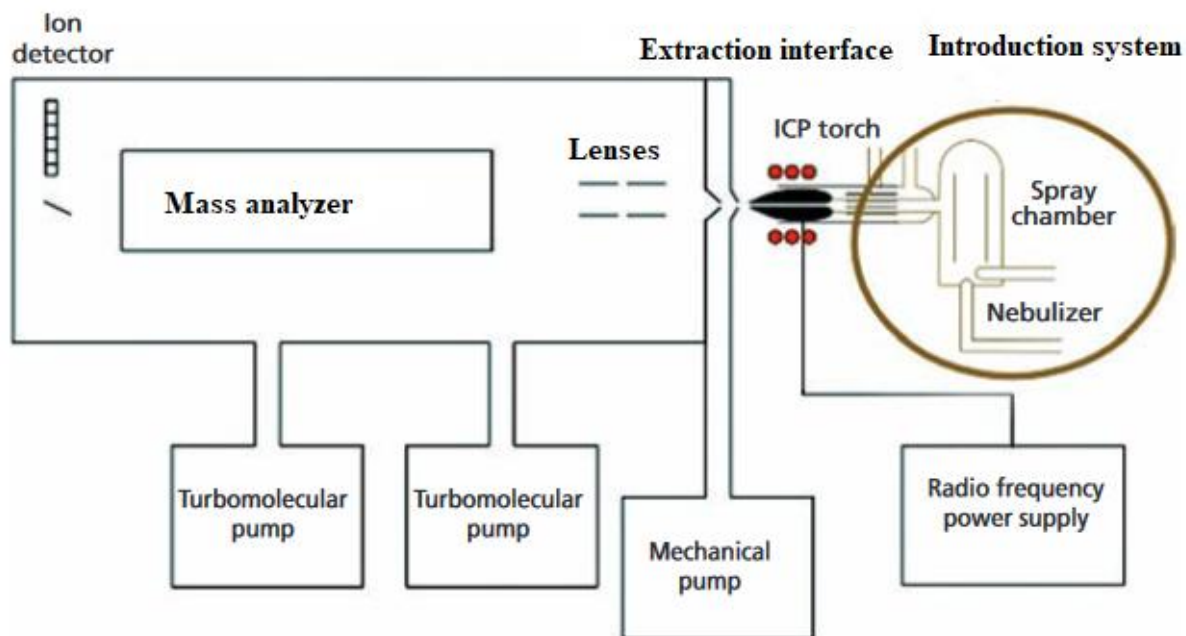 Ion
detector
Extraction interface
Introduction system
ICP torch
Lenses
Mass analyzer
Spray
chamber
Nebulizer
Turbomolecular
pump
Turbomolecular
pump
Mechanical
pump
Radio frequency
power supply